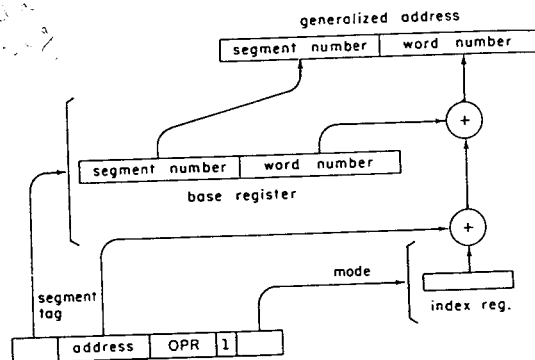 generalized address
segment number word number
segment number word number
base register
mode
segment
tag
index reg.
address OPR 1